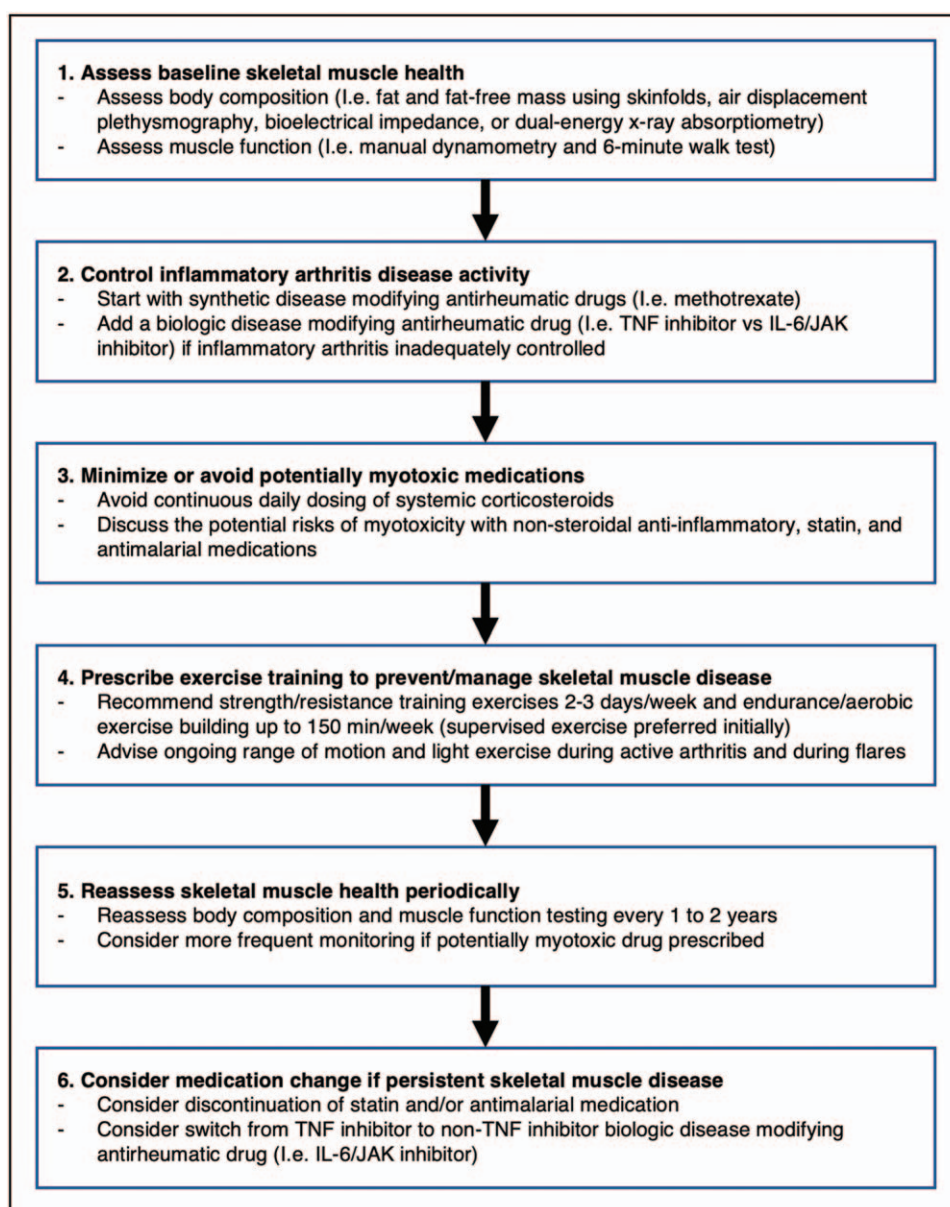 1. Assess baseline skeletal muscle health
- Assess body composition (I.e. fat and fat-free mass using skinfolds, air displacement
plethysmography, bioelectrical impedance, or dual-energy x-ray absorptiometry)
- Assess muscle function (I.e. manual dynamometry and 6-minute walk test)
2. Control inflammatory arthritis disease activity
- Start with synthetic disease modifying antirheumatic drugs (I.e. methotrexate)
- Add a biologic disease modifying antirheumatic drug (I.e. TNF inhibitor vs IL-6/JAK
inhibitor) if inflammatory arthritis inadequately controlled
3. Minimize or avoid potentially myotoxic medications
- Avoid continuous daily dosing of systemic corticosteroids
- Discuss the potential risks of myotoxicity with non-steroidal anti-inflammatory, statin, and
antimalarial medications
4. Prescribe exercise training to prevent/manage skeletal muscle disease
- Recommend strength/resistance training exercises 2-3 days/week and endurance/aerobic
exercise building up to 150 min/week (supervised exercise preferred initially)
- Advise ongoing range of motion and light exercise during active arthritis and during flares
5. Reassess skeletal muscle health periodically
- Reassess body composition and muscle function testing every 1 to 2 years
- Consider more frequent monitoring if potentially myotoxic drug prescribed
6. Consider medication change if persistent skeletal muscle disease
- Consider discontinuation of statin and/or antimalarial medication
- Consider switch from TNF inhibitor to non-TNF inhibitor biologic disease modifying
antirheumatic drug (I.e. IL-6/JAK inhibitor)